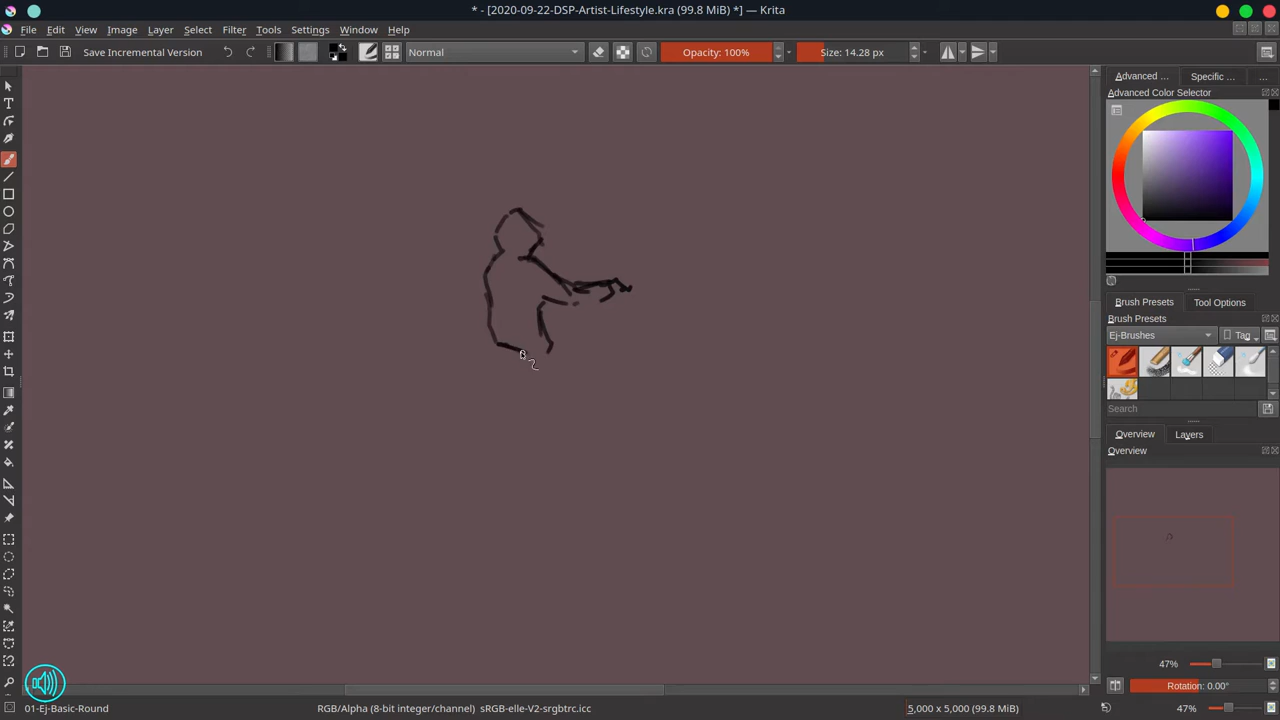 * - [2020-09-22-DSP-Artist-Lifestyle.kra (99.8 MiB) *] — Krita
File Edit View Image Layer Select Filter Tools Settings Window Help
Save Incremental Version Normal Opacity: 100% Size: 14.28 px
Advanced ... Specific ... ...
Advanced Color Selector
Brush Presets Tool Options
Brush Presets
Ej-Brushes Tag
Search
Overview Layers
Overview
47%
Rotation: 0.00°
01-Ej-Basic-Round RGB/Alpha (8-bit integer/channel) sRGB-elle-V2-srgbtrc.icc 5,000 x 5,000 (99.8 MiB) 47%